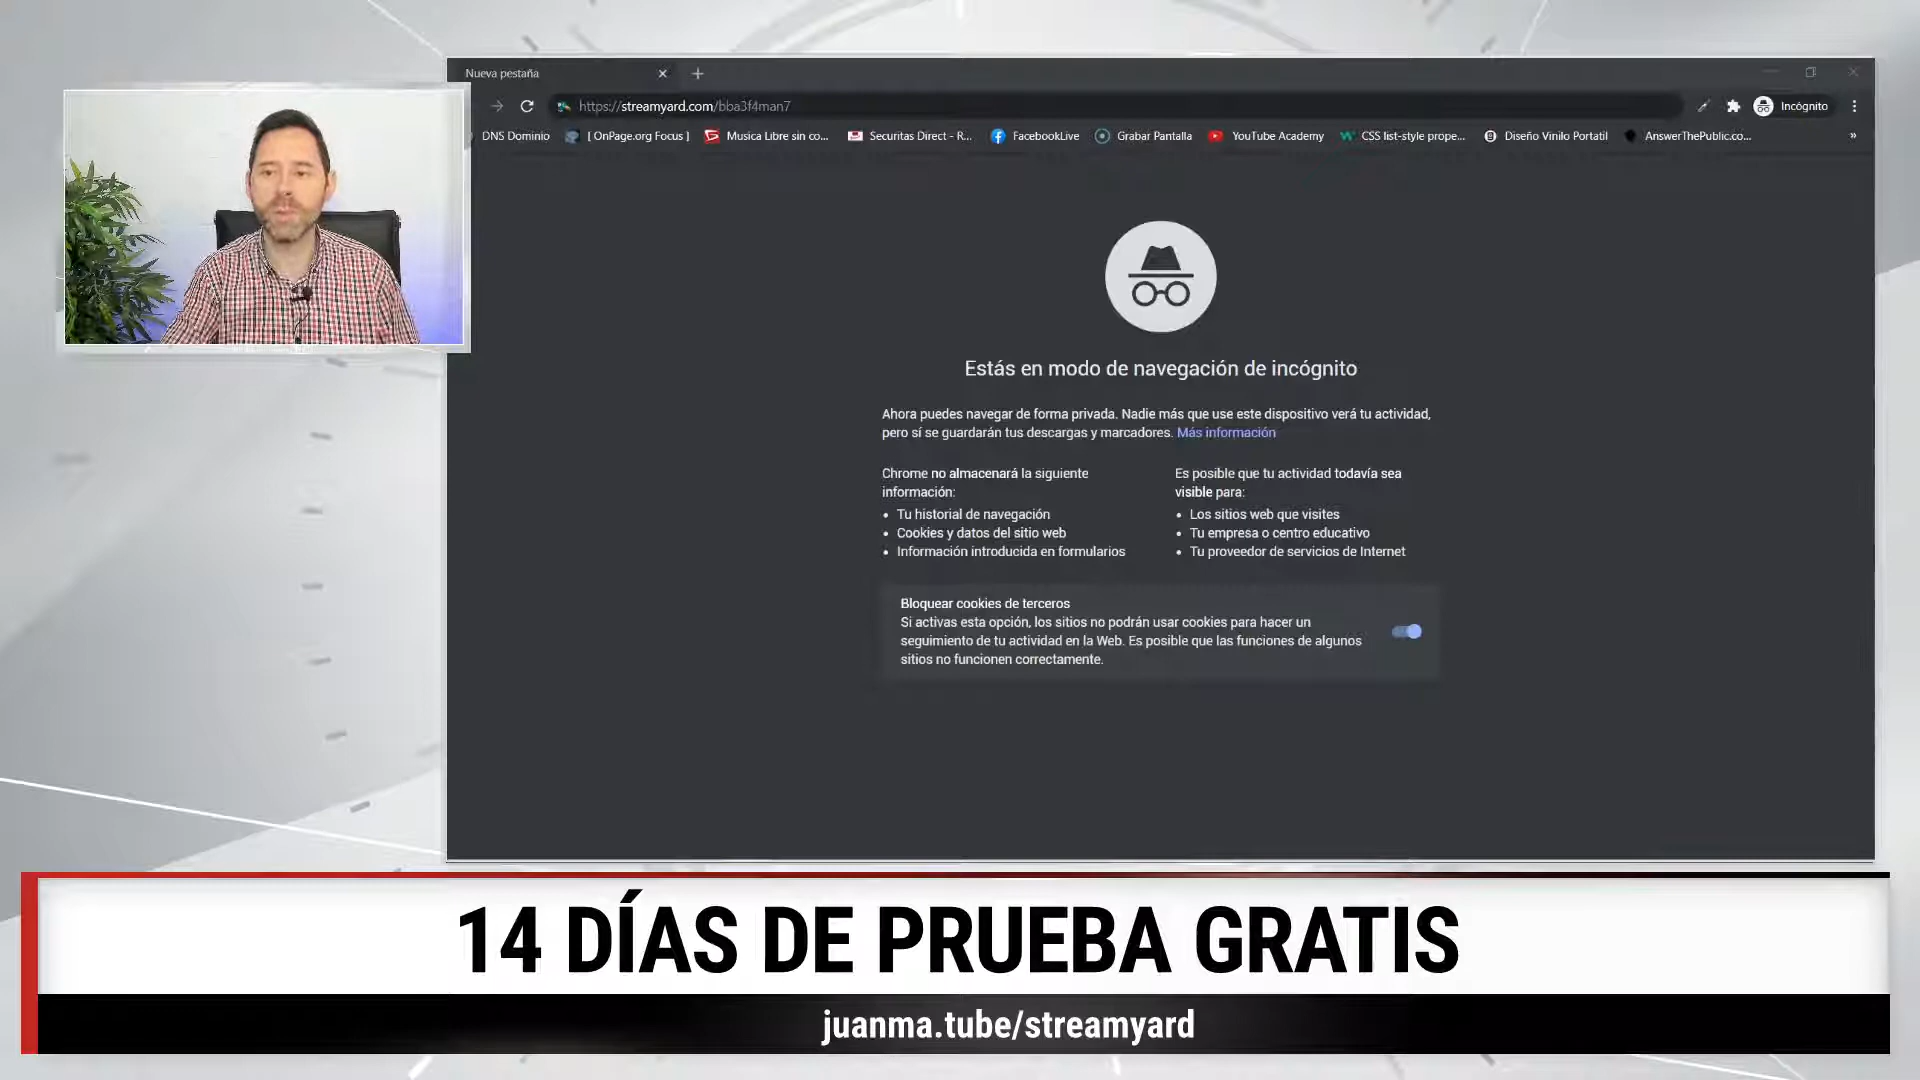 Nueva pestaña
https://streamyard.com/bba3f4man7
Incógnito
DNS Dominio
[ OnPage.org Focus ]
Musica Libre sin co...
Securitas Direct - R...
FacebookLive
Grabar Pantalla
YouTube Academy
CSS list-style prope...
Diseño Vinilo Portatil
AnswerThePublic.co...
»
Estás en modo de navegación de incógnito
Ahora puedes navegar de forma privada. Nadie más que use este dispositivo verá tu actividad,
pero sí se guardarán tus descargas y marcadores. Más información
Chrome no almacenará la siguiente
información:
• Tu historial de navegación
• Cookies y datos del sitio web
• Información introducida en formularios
Es posible que tu actividad todavía sea
visible para:
• Los sitios web que visites
• Tu empresa o centro educativo
• Tu proveedor de servicios de Internet
Bloquear cookies de terceros
Si activas esta opción, los sitios no podrán usar cookies para hacer un
seguimiento de tu actividad en la Web. Es posible que las funciones de algunos
sitios no funcionen correctamente.
14 DÍAS DE PRUEBA GRATIS
juanma.tube/streamyard